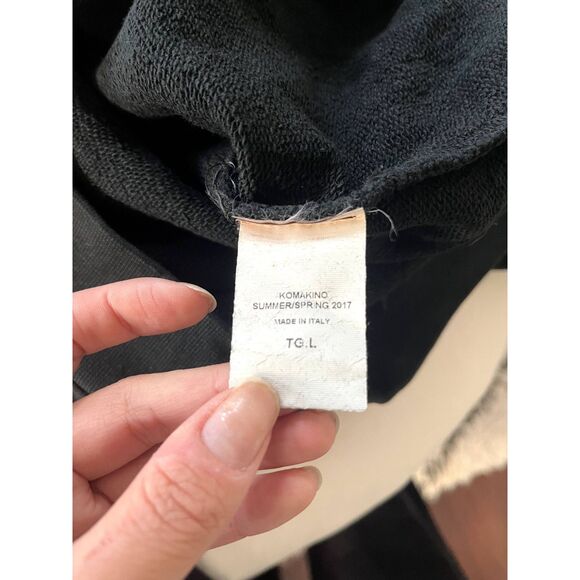 KOMAKINO
SUMMER/SPRING 2017
MADE IN ITALY
TG.L